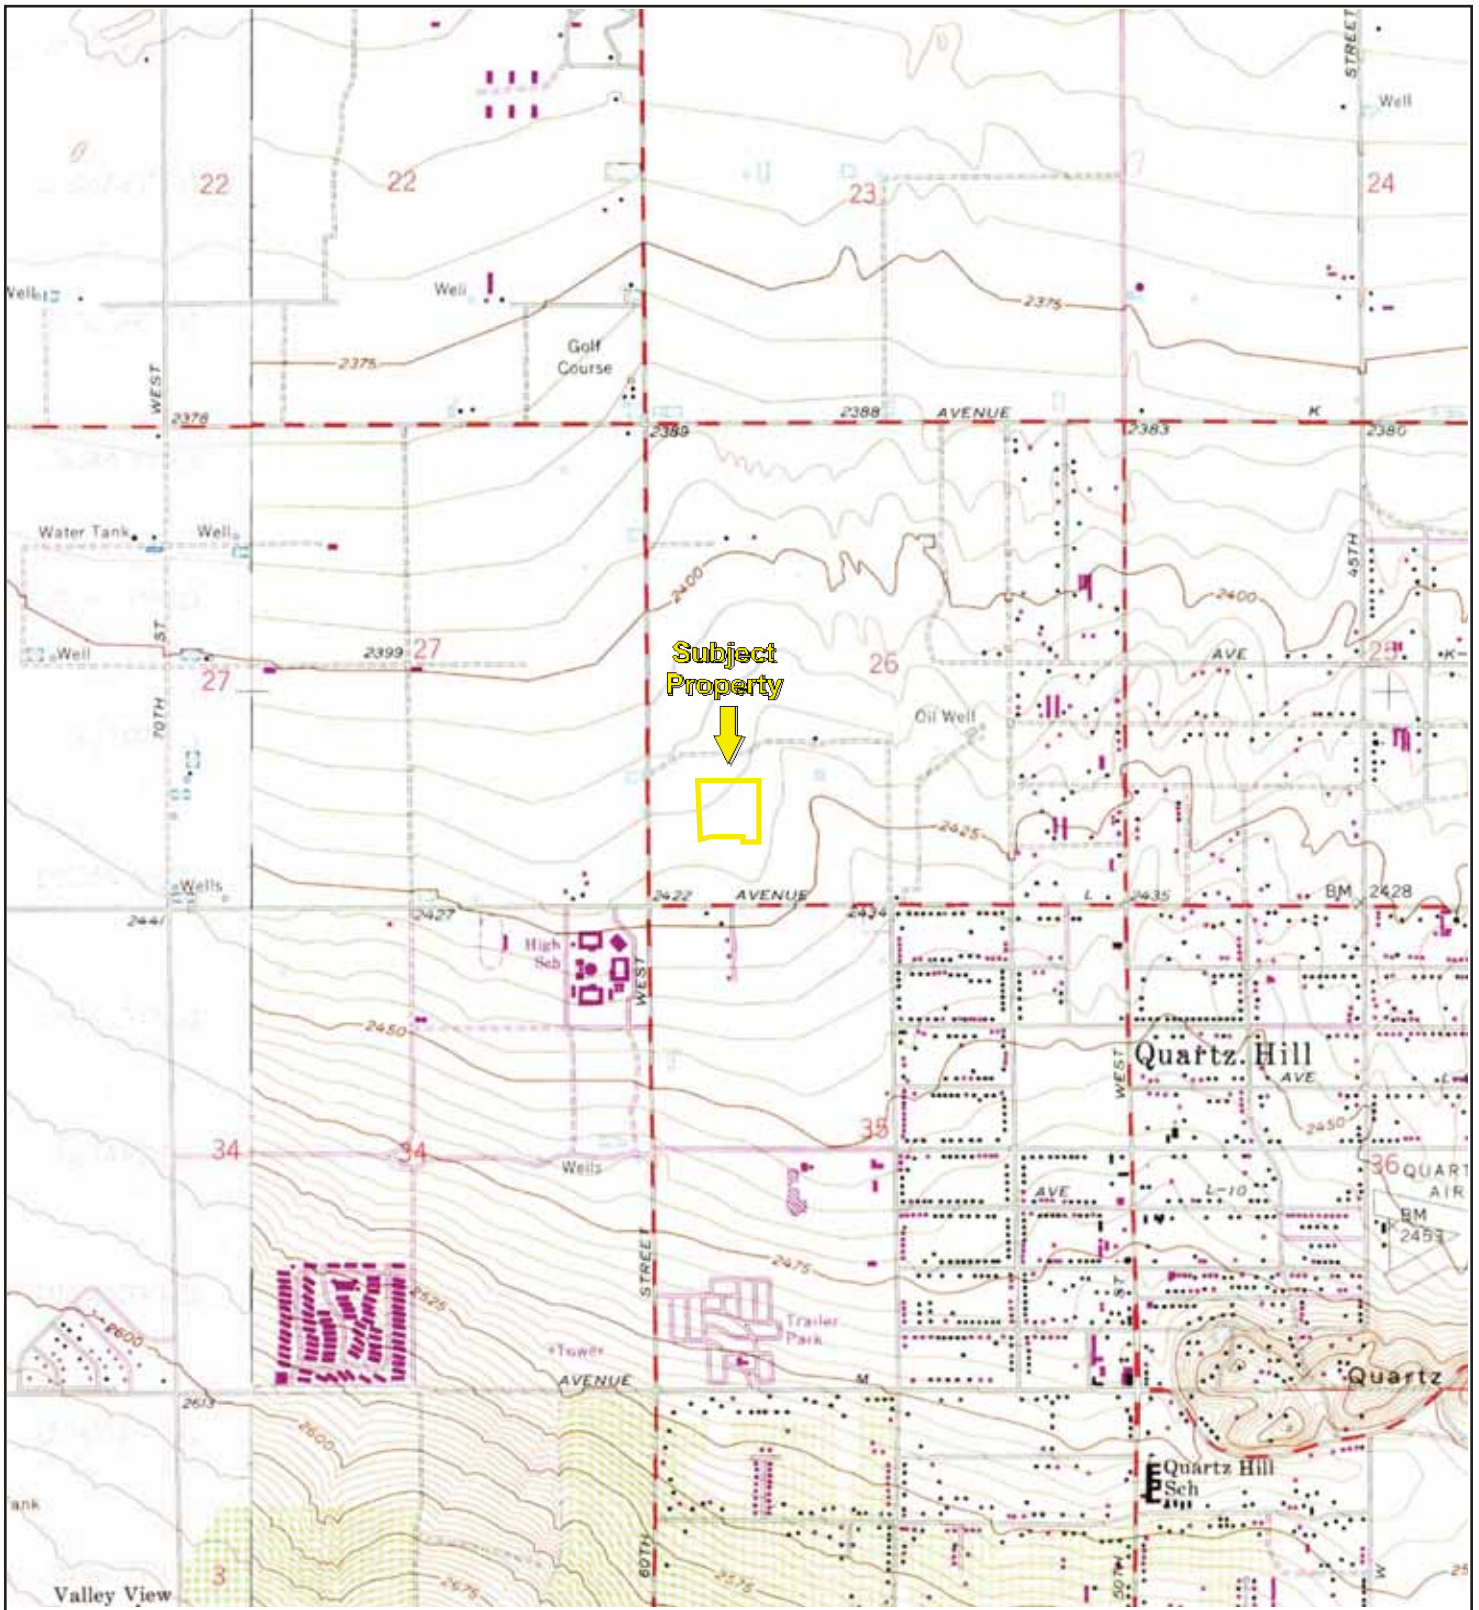 STREET
Well
22
22
23
24
Well
2375
Well
Golf
Course
2375
WEST
2376
2388
AVENUE
K
2389
2383
2380
Water Tank
Well
45TH
2400
2400
ST
Well
2399
27
Subject
Property
26
AVE
25
K-
27
70TH
Oil Well
2425
Wells
2422
AVENUE
L
2435
BM
2428
2441
2427
2434
High
Sch
WEST
2450
Quartz Hill
WEST
AVE
L-
2450
35
34
34
Wells
36
QUART
AIR
AVE
L-10
BM
2453
STREET
2475
2525
ST
Trailer
Park
2600
Tower
AVENUE
M
Quartz
2613
2600
Quartz Hill
Sch
ank
60TH
50TH
W
3
2675
2575
25
Valley View